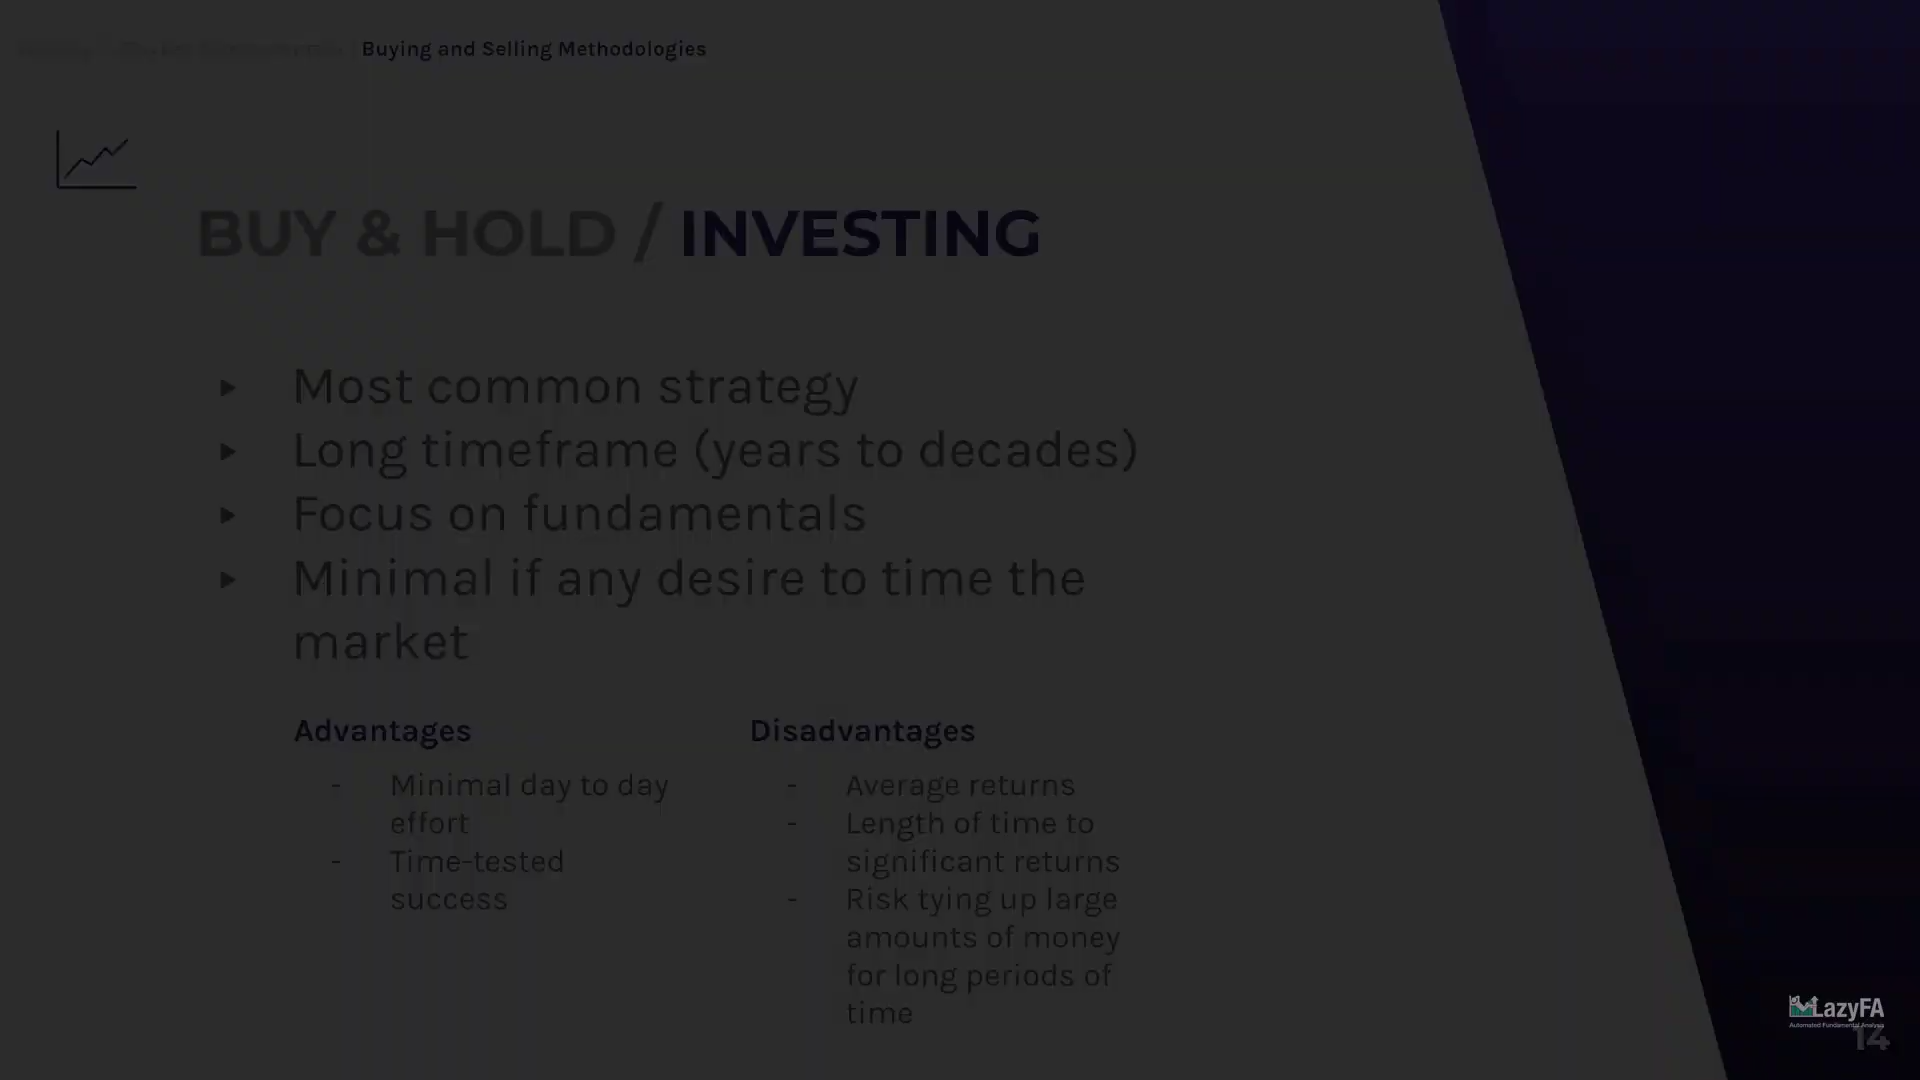 Buying and Selling Methodologies
BUY & HOLD / INVESTING
▸ Most common strategy
▸ Long timeframe (years to decades)
▸ Focus on fundamentals
▸ Minimal if any desire to time the
market
Advantages
- Minimal day to day
effort
- Time-tested
success
Disadvantages
- Average returns
- Length of time to
significant returns
- Risk tying up large
amounts of money
for long periods of
time
LazyFA
Automated Fundamental Analysis
14